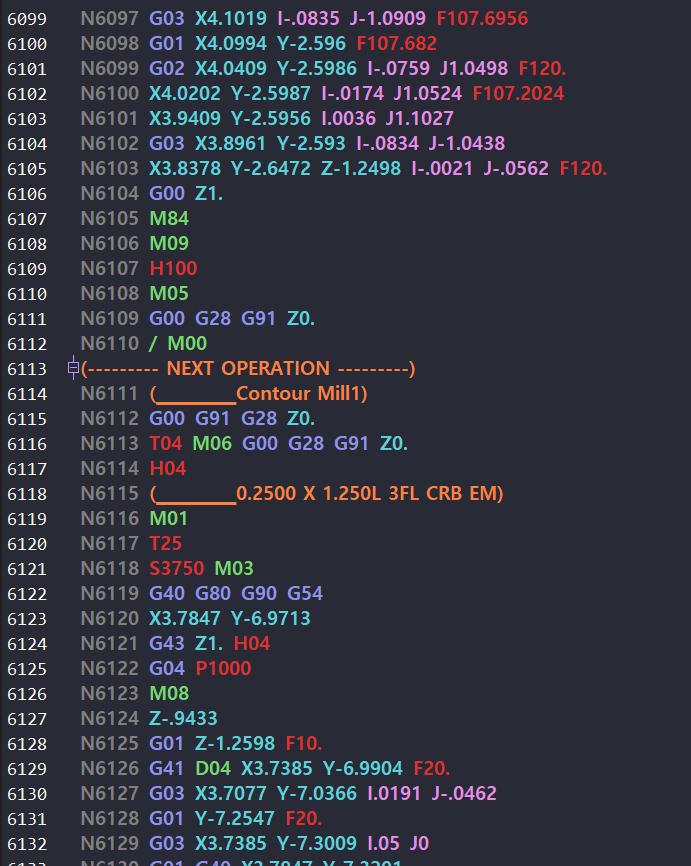 6099 N6097 G03 X4.1019 I-.0835 J-1.0909 F107.6956
6100 N6098 G01 X4.0994 Y-2.596 F107.682
6101 N6099 G02 X4.0409 Y-2.5986 I-.0759 J1.0498 F120.
6102 N6100 X4.0202 Y-2.5987 I-.0174 J1.0524 F107.2024
6103 N6101 X3.9409 Y-2.5956 I.0036 J1.1027
6104 N6102 G03 X3.8961 Y-2.593 I-.0834 J-1.0438
6105 N6103 X3.8378 Y-2.6472 Z-1.2498 I-.0021 J-.0562 F120.
6106 N6104 G00 Z1.
6107 N6105 M84
6108 N6106 M09
6109 N6107 H100
6110 N6108 M05
6111 N6109 G00 G28 G91 Z0.
6112 N6110 / M00
6113 (--------- NEXT OPERATION ---------)
6114 N6111 (________Contour Mill1)
6115 N6112 G00 G91 G28 Z0.
6116 N6113 T04 M06 G00 G28 G91 Z0.
6117 N6114 H04
6118 N6115 (________0.2500 X 1.250L 3FL CRB EM)
6119 N6116 M01
6120 N6117 T25
6121 N6118 S3750 M03
6122 N6119 G40 G80 G90 G54
6123 N6120 X3.7847 Y-6.9713
6124 N6121 G43 Z1. H04
6125 N6122 G04 P1000
6126 N6123 M08
6127 N6124 Z-.9433
6128 N6125 G01 Z-1.2598 F10.
6129 N6126 G41 D04 X3.7385 Y-6.9904 F20.
6130 N6127 G03 X3.7077 Y-7.0366 I.0191 J-.0462
6131 N6128 G01 Y-7.2547 F20.
6132 N6129 G03 X3.7385 Y-7.3009 I.05 J0